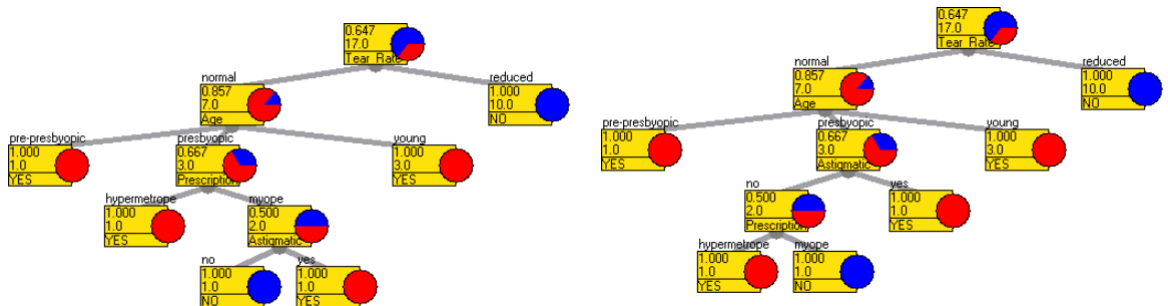 0.647
17.0
Tear Rate
normal
0.857
7.0
Age
reduced
1.000
10.0
NO
pre-presbyopic
1.000
1.0
YES
presbyopic
0.667
3.0
Prescription
young
1.000
3.0
YES
hypermetrope
1.000
1.0
YES
myope
0.500
2.0
Astigmatic
no
1.000
1.0
NO
yes
1.000
1.0
YES
0.647
17.0
Tear Rate
normal
0.857
7.0
Age
reduced
1.000
10.0
NO
pre-presbyopic
1.000
1.0
YES
presbyopic
0.667
3.0
Astigmatic
young
1.000
3.0
YES
no
0.500
2.0
Prescription
yes
1.000
1.0
YES
hypermetrope
1.000
1.0
YES
myope
1.000
1.0
NO